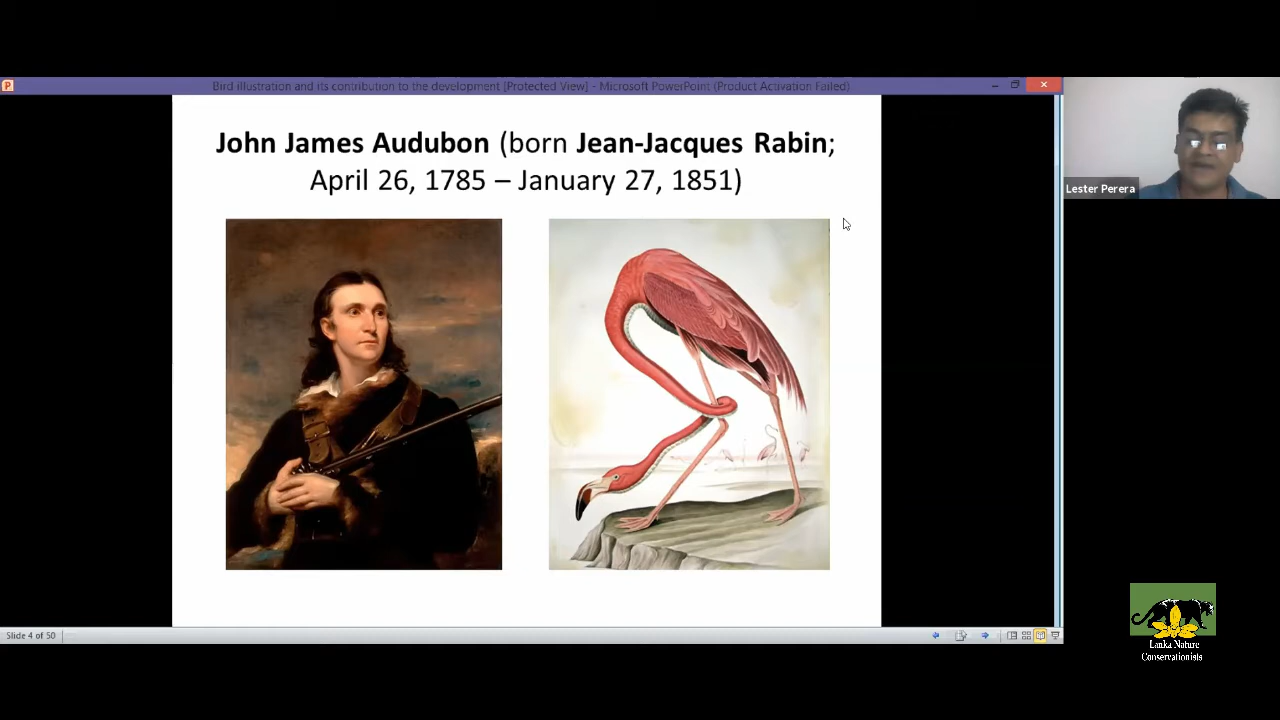 Bird illustration and its contribution to the development [Protected View] - Microsoft PowerPoint (Product Activation Failed)
John James Audubon (born Jean-Jacques Rabin;
April 26, 1785 – January 27, 1851)
Lester Perera
Slide 4 of 50
Lanka Nature
Conservationists